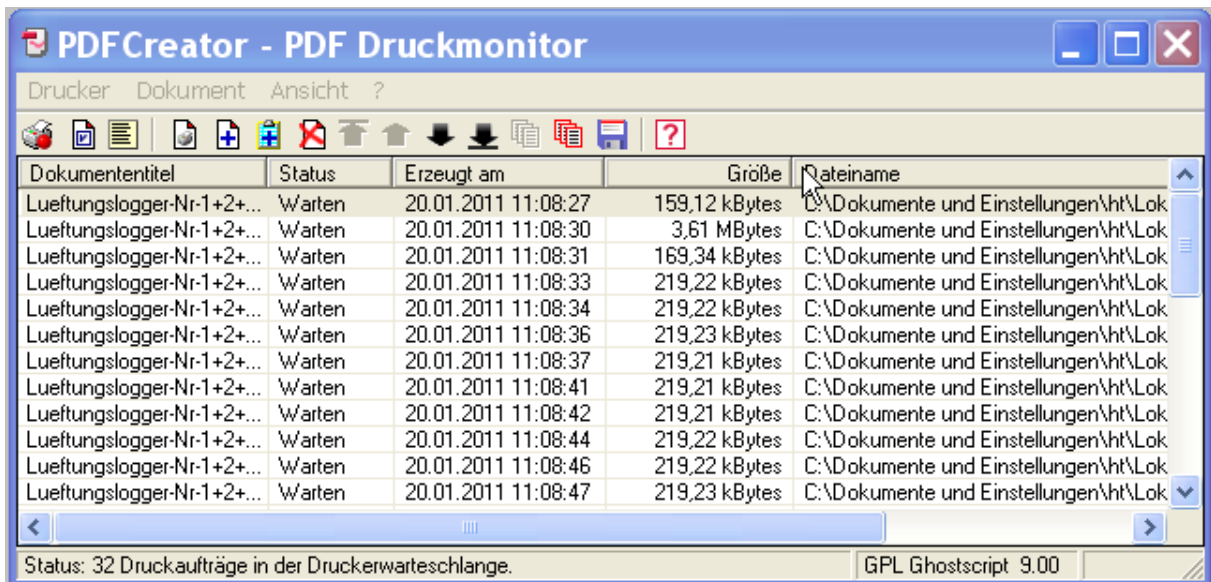 PDFCreator - PDF Druckmonitor
Drucker Dokument Ansicht ?
Dokumententitel Status Erzeugt am Größe Dateiname
Lueftungslogger-Nr-1+2+... Warten 20.01.2011 11:08:27 159,12 kBytes C:\Dokumente und Einstellungen\ht\Lok
Lueftungslogger-Nr-1+2+... Warten 20.01.2011 11:08:30 3,61 MBytes C:\Dokumente und Einstellungen\ht\Lok
Lueftungslogger-Nr-1+2+... Warten 20.01.2011 11:08:31 169,34 kBytes C:\Dokumente und Einstellungen\ht\Lok
Lueftungslogger-Nr-1+2+... Warten 20.01.2011 11:08:33 219,22 kBytes C:\Dokumente und Einstellungen\ht\Lok
Lueftungslogger-Nr-1+2+... Warten 20.01.2011 11:08:34 219,22 kBytes C:\Dokumente und Einstellungen\ht\Lok
Lueftungslogger-Nr-1+2+... Warten 20.01.2011 11:08:36 219,23 kBytes C:\Dokumente und Einstellungen\ht\Lok
Lueftungslogger-Nr-1+2+... Warten 20.01.2011 11:08:37 219,21 kBytes C:\Dokumente und Einstellungen\ht\Lok
Lueftungslogger-Nr-1+2+... Warten 20.01.2011 11:08:41 219,21 kBytes C:\Dokumente und Einstellungen\ht\Lok
Lueftungslogger-Nr-1+2+... Warten 20.01.2011 11:08:42 219,21 kBytes C:\Dokumente und Einstellungen\ht\Lok
Lueftungslogger-Nr-1+2+... Warten 20.01.2011 11:08:44 219,22 kBytes C:\Dokumente und Einstellungen\ht\Lok
Lueftungslogger-Nr-1+2+... Warten 20.01.2011 11:08:46 219,22 kBytes C:\Dokumente und Einstellungen\ht\Lok
Lueftungslogger-Nr-1+2+... Warten 20.01.2011 11:08:47 219,23 kBytes C:\Dokumente und Einstellungen\ht\Lok
Status: 32 Druckaufträge in der Druckerwarteschlange. GPL Ghostscript 9.00